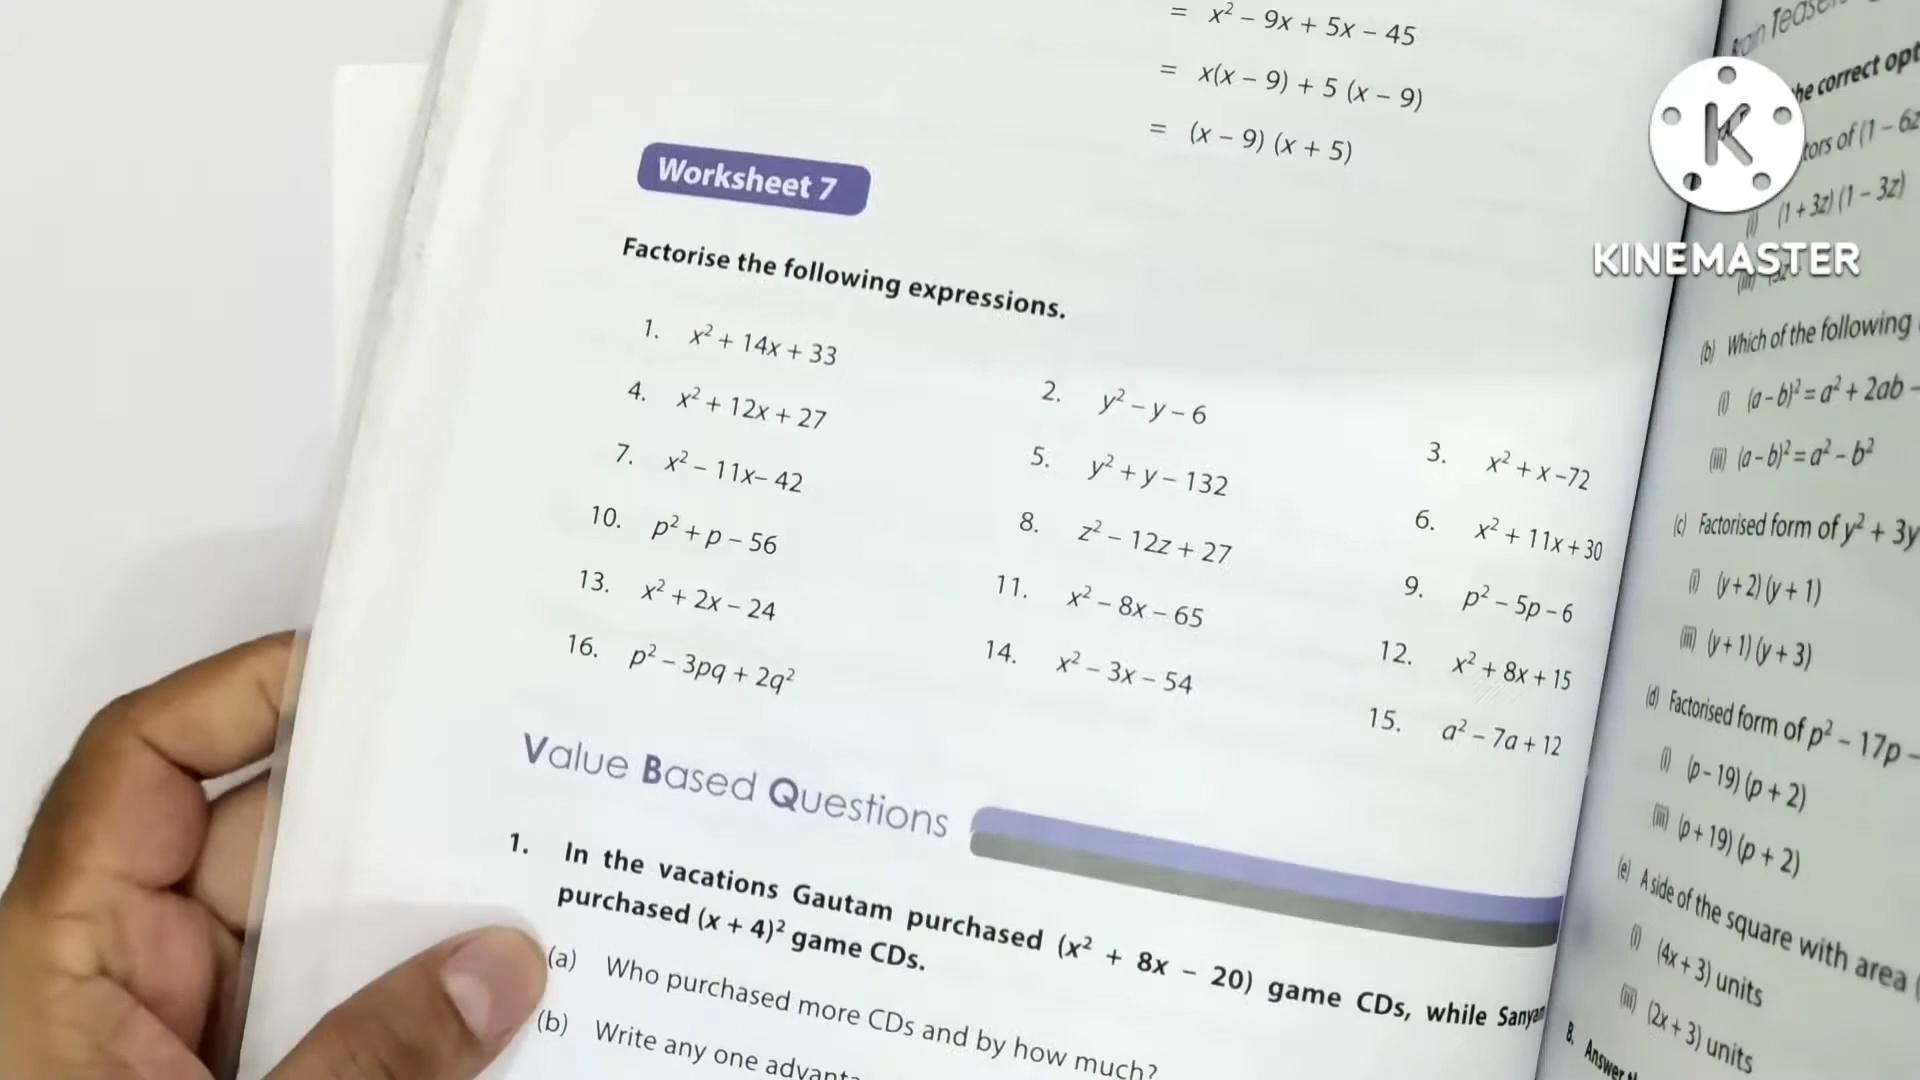 = x² – 9x + 5x – 45
= x(x – 9) + 5 (x – 9)
= (x – 9) (x + 5)
Worksheet 7
Factorise the following expressions.
1. x² + 14x + 33
2. y² – y – 6
3. x² + x –72
4. x² + 12x + 27
5. y² + y – 132
6. x² + 11x + 30
7. x² – 11x– 42
8. z² – 12z + 27
9. p² – 5p – 6
10. p² + p – 56
11. x² – 8x – 65
12. x² + 8x + 15
13. x² + 2x – 24
14. x² – 3x – 54
15. a² – 7a + 12
16. p² – 3pq + 2q²
Value Based Questions
1. In the vacations Gautam purchased (x² + 8x – 20) game CDs, while
purchased (x + 4)² game CDs.
(a) Who purchased more CDs and by how much?
(b) Write any one
K
KINEMASTER
the correct
of (1 – 6z
(i) (1 + 3z) (1 – 3z)
(b) Which of the following
(i) (a – b)² = a² + 2ab –
(iii) (a – b)² = a² – b²
(c) Factorised form of y² + 3y
(i) (y + 2) (y + 1)
(iii) (y + 1) (y + 3)
(d) Factorised form of p² – 17p –
(i) (p – 19) (p + 2)
(iii) (p + 19) (p + 2)
(e) A side of the square with area
(i) (4x + 3) units
(iii) (2x + 3) units
B. Answer